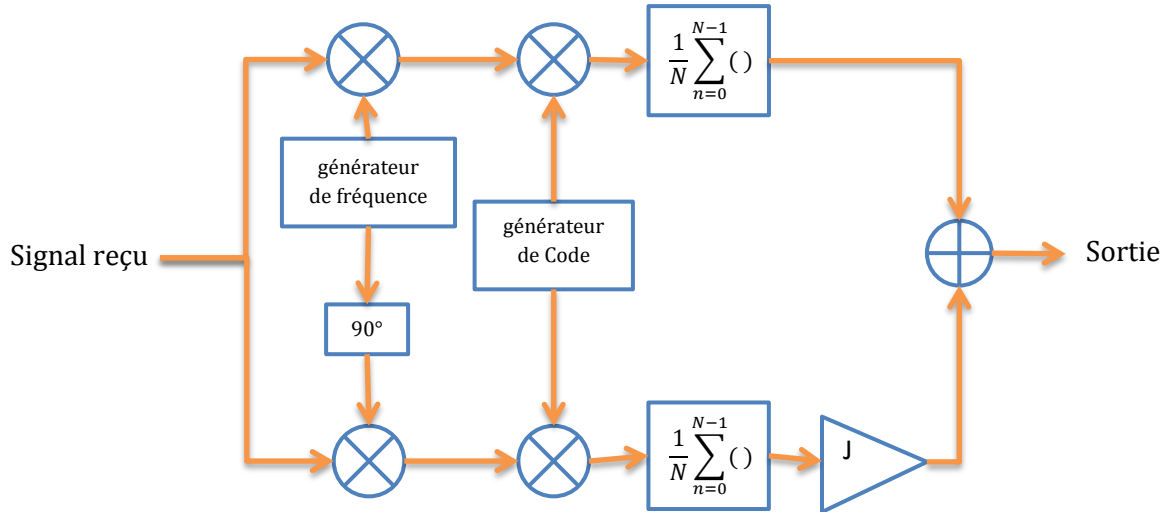 N−1
1/N ∑ ( )
n=0
générateur
de fréquence
générateur
de Code
Signal reçu
Sortie
90°
N−1
1/N ∑ ( )
n=0
J